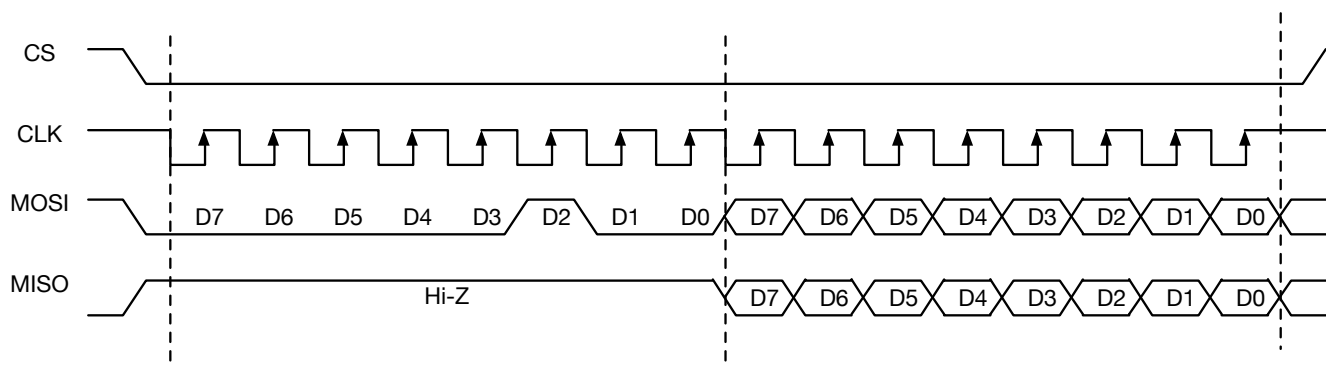 CS
CLK
MOSI D7 D6 D5 D4 D3 D2 D1 D0 D7 D6 D5 D4 D3 D2 D1 D0
MISO Hi-Z D7 D6 D5 D4 D3 D2 D1 D0